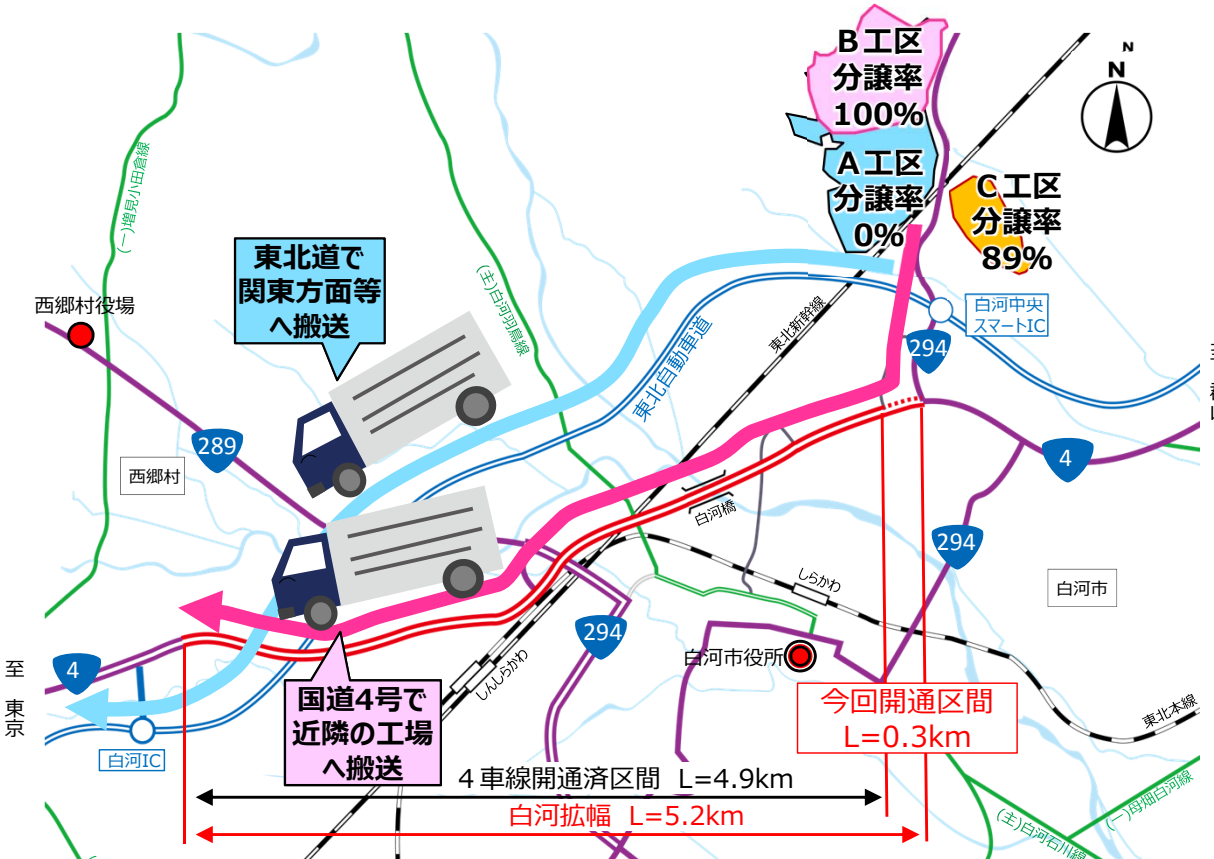 B工区
分譲率
100%
N
N
A工区
分譲率
0%
C工区
分譲率
89%
(一)増見小田倉線
東北道で
関東方面等
へ搬送
西郷村役場
(主)白河羽鳥線
東北自動車道
東北新幹線
白河中央
スマートIC
294
289
西郷村
4
白河橋
294
しらかわ
白河市
294
白河市役所
至 東京
4
しんしらかわ
国道4号で
近隣の工場
へ搬送
今回開通区間
L=0.3km
東北本線
白河IC
4車線開通済区間 L=4.9km
白河拡幅 L=5.2km
(主)白河石川線
(一)母畑白河線